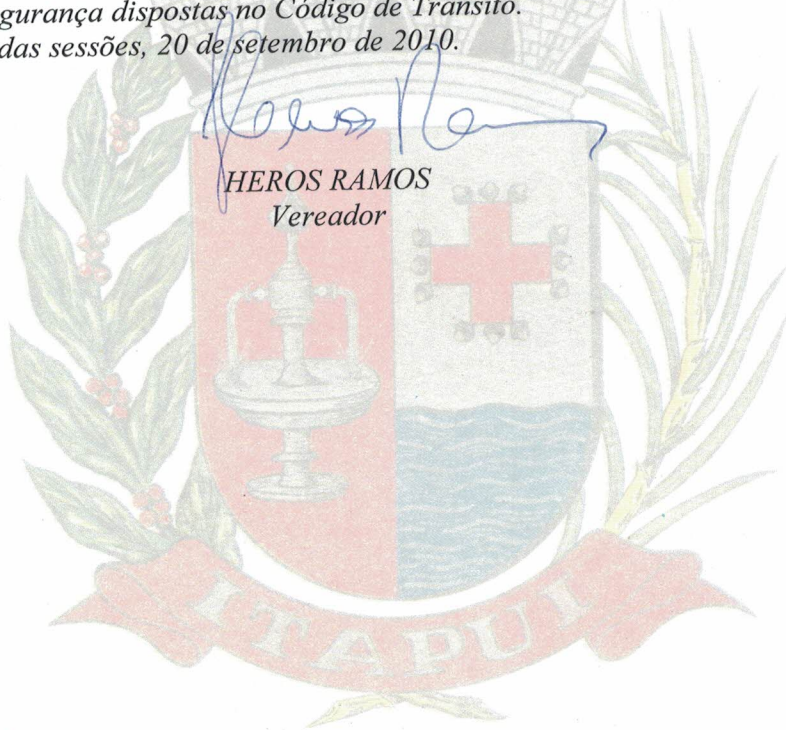 gurança dispostas no Código de Trânsito.
das sessões, 20 de setembro de 2010.
HEROS RAMOS
Vereador
ITAPUI